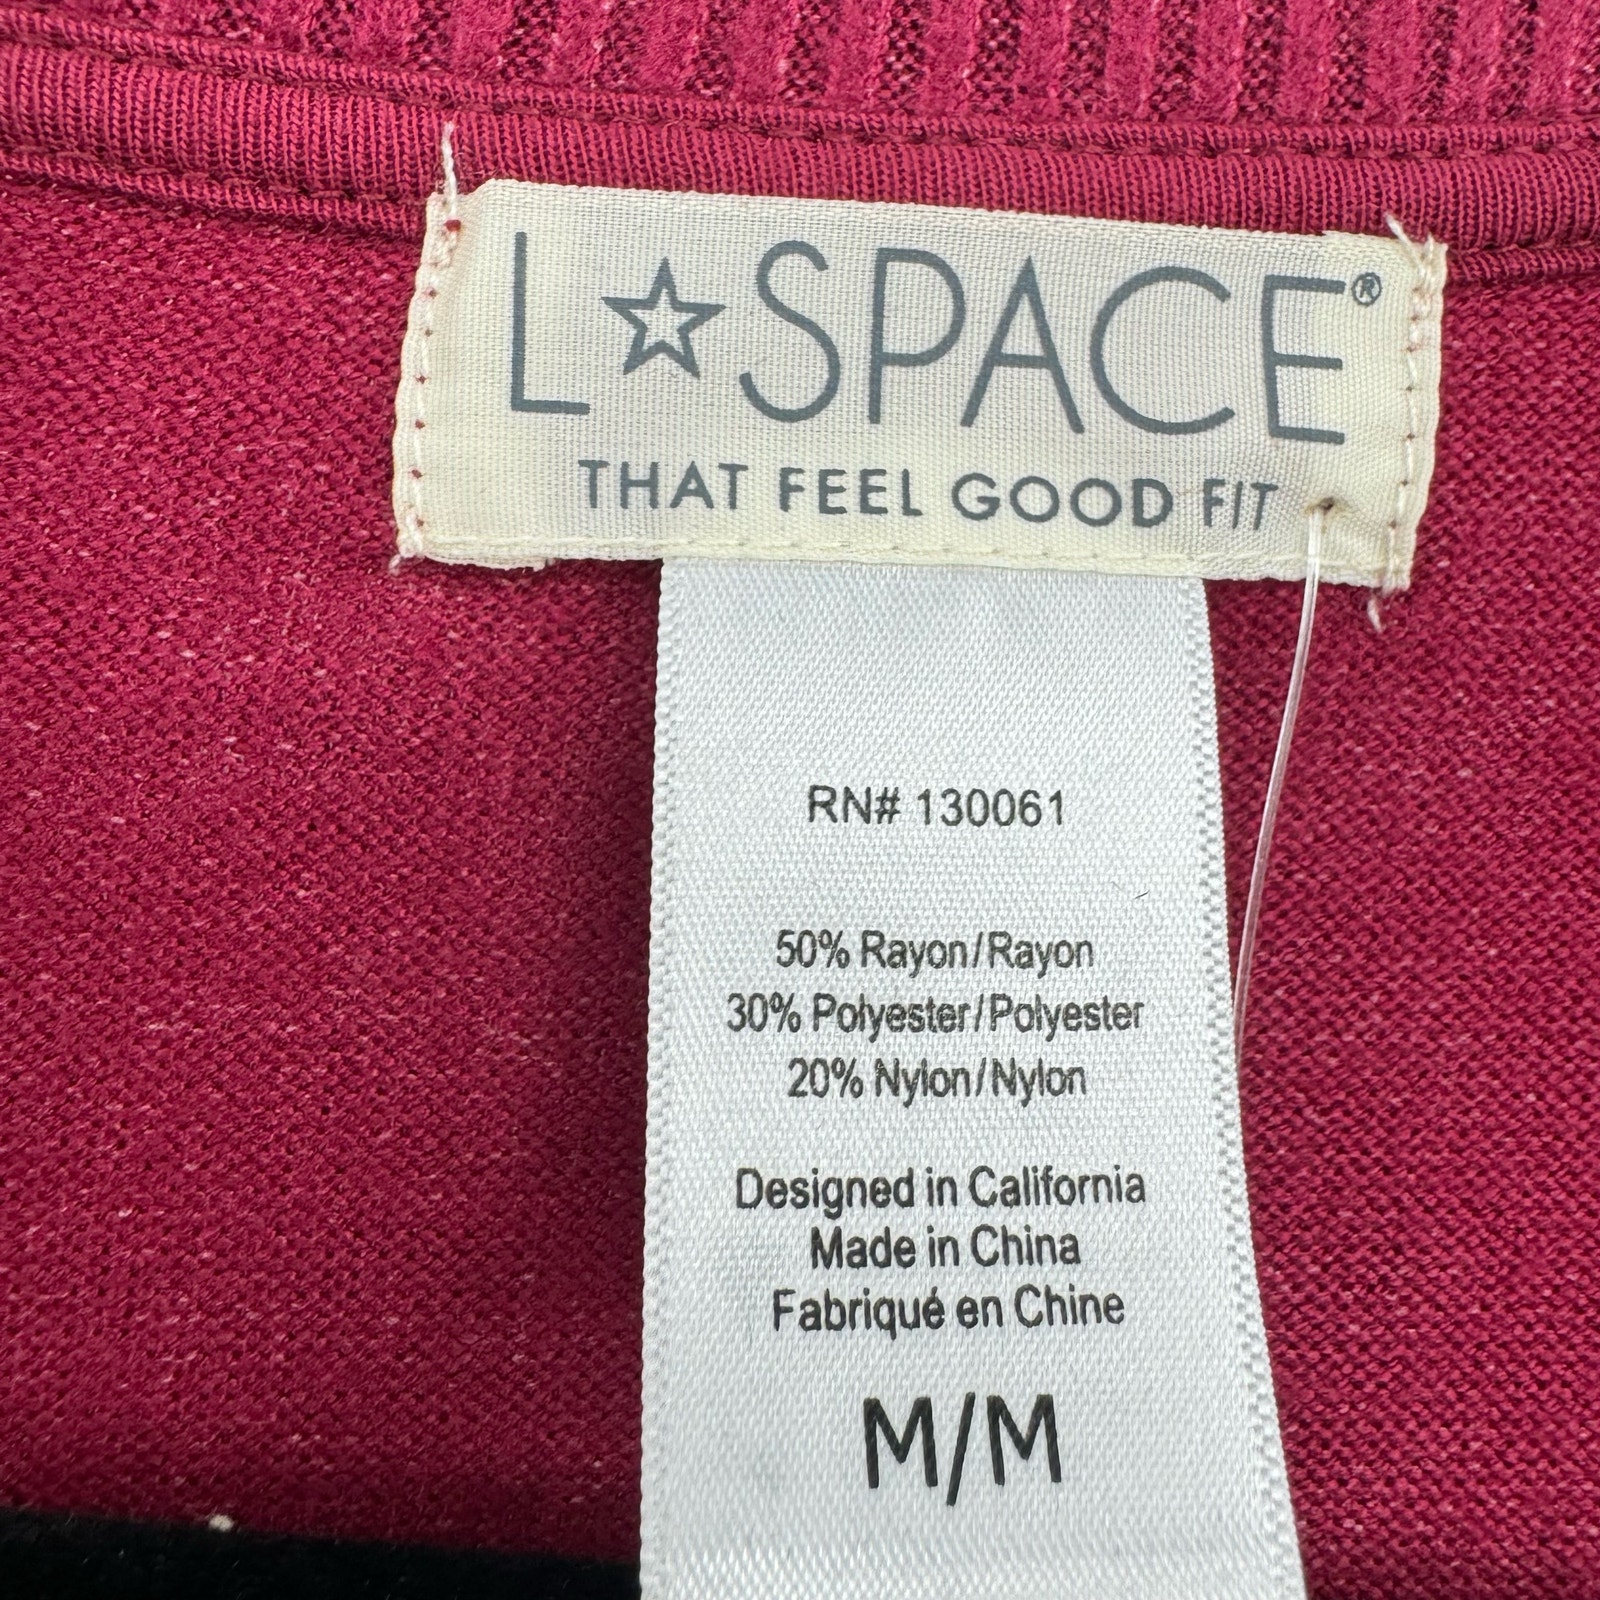 L☆SPACE®
THAT FEEL GOOD FIT
RN# 130061
50% Rayon/Rayon
30% Polyester/Polyester
20% Nylon/Nylon
Designed in California
Made in China
Fabriqué en Chine
M/M